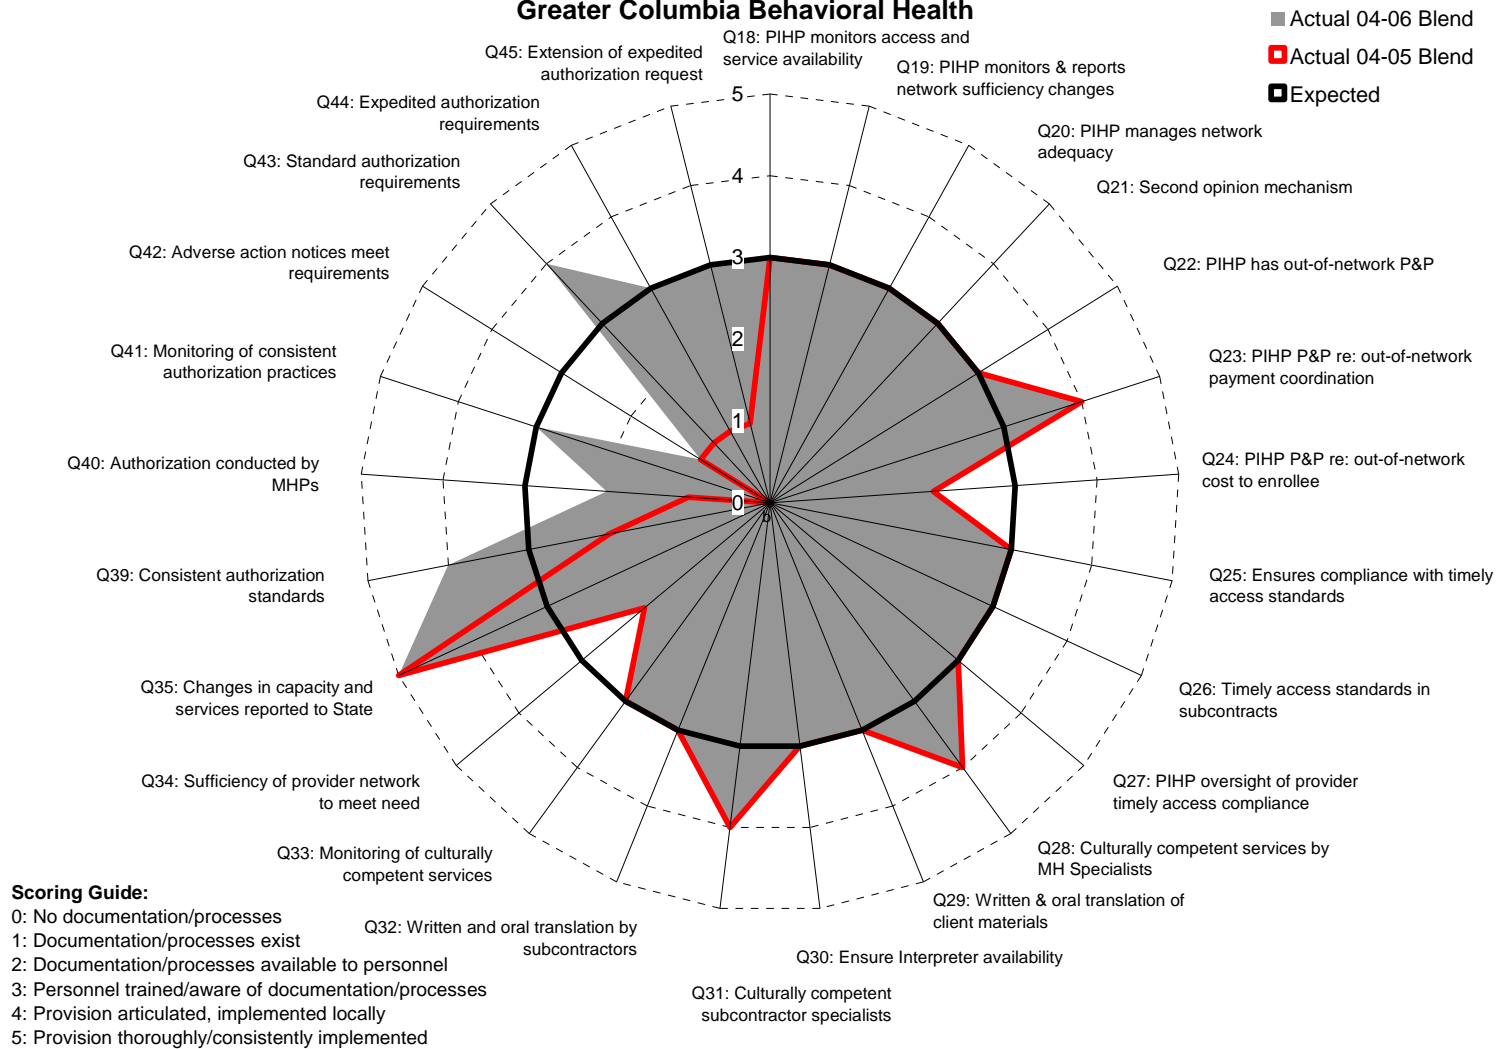 Greater Columbia Behavioral Health
Actual 04-06 Blend
Actual 04-05 Blend
Expected
Q18: PIHP monitors access and
service availability
Q19: PIHP monitors & reports
network sufficiency changes
Q20: PIHP manages network
adequacy
Q21: Second opinion mechanism
Q22: PIHP has out-of-network P&P
Q23: PIHP P&P re: out-of-network
payment coordination
Q24: PIHP P&P re: out-of-network
cost to enrollee
Q25: Ensures compliance with timely
access standards
Q26: Timely access standards in
subcontracts
Q27: PIHP oversight of provider
timely access compliance
Q28: Culturally competent services by
MH Specialists
Q29: Written & oral translation of
client materials
Q30: Ensure Interpreter availability
Q31: Culturally competent
subcontractor specialists
Q32: Written and oral translation by
subcontractors
Q33: Monitoring of culturally
competent services
Q34: Sufficiency of provider network
to meet need
Q35: Changes in capacity and
services reported to State
Q39: Consistent authorization
standards
Q40: Authorization conducted by
MHPs
Q41: Monitoring of consistent
authorization practices
Q42: Adverse action notices meet
requirements
Q43: Standard authorization
requirements
Q44: Expedited authorization
requirements
Q45: Extension of expedited
authorization request
5
4
3
2
1
0
Scoring Guide:
0: No documentation/processes
1: Documentation/processes exist
2: Documentation/processes available to personnel
3: Personnel trained/aware of documentation/processes
4: Provision articulated, implemented locally
5: Provision thoroughly/consistently implemented